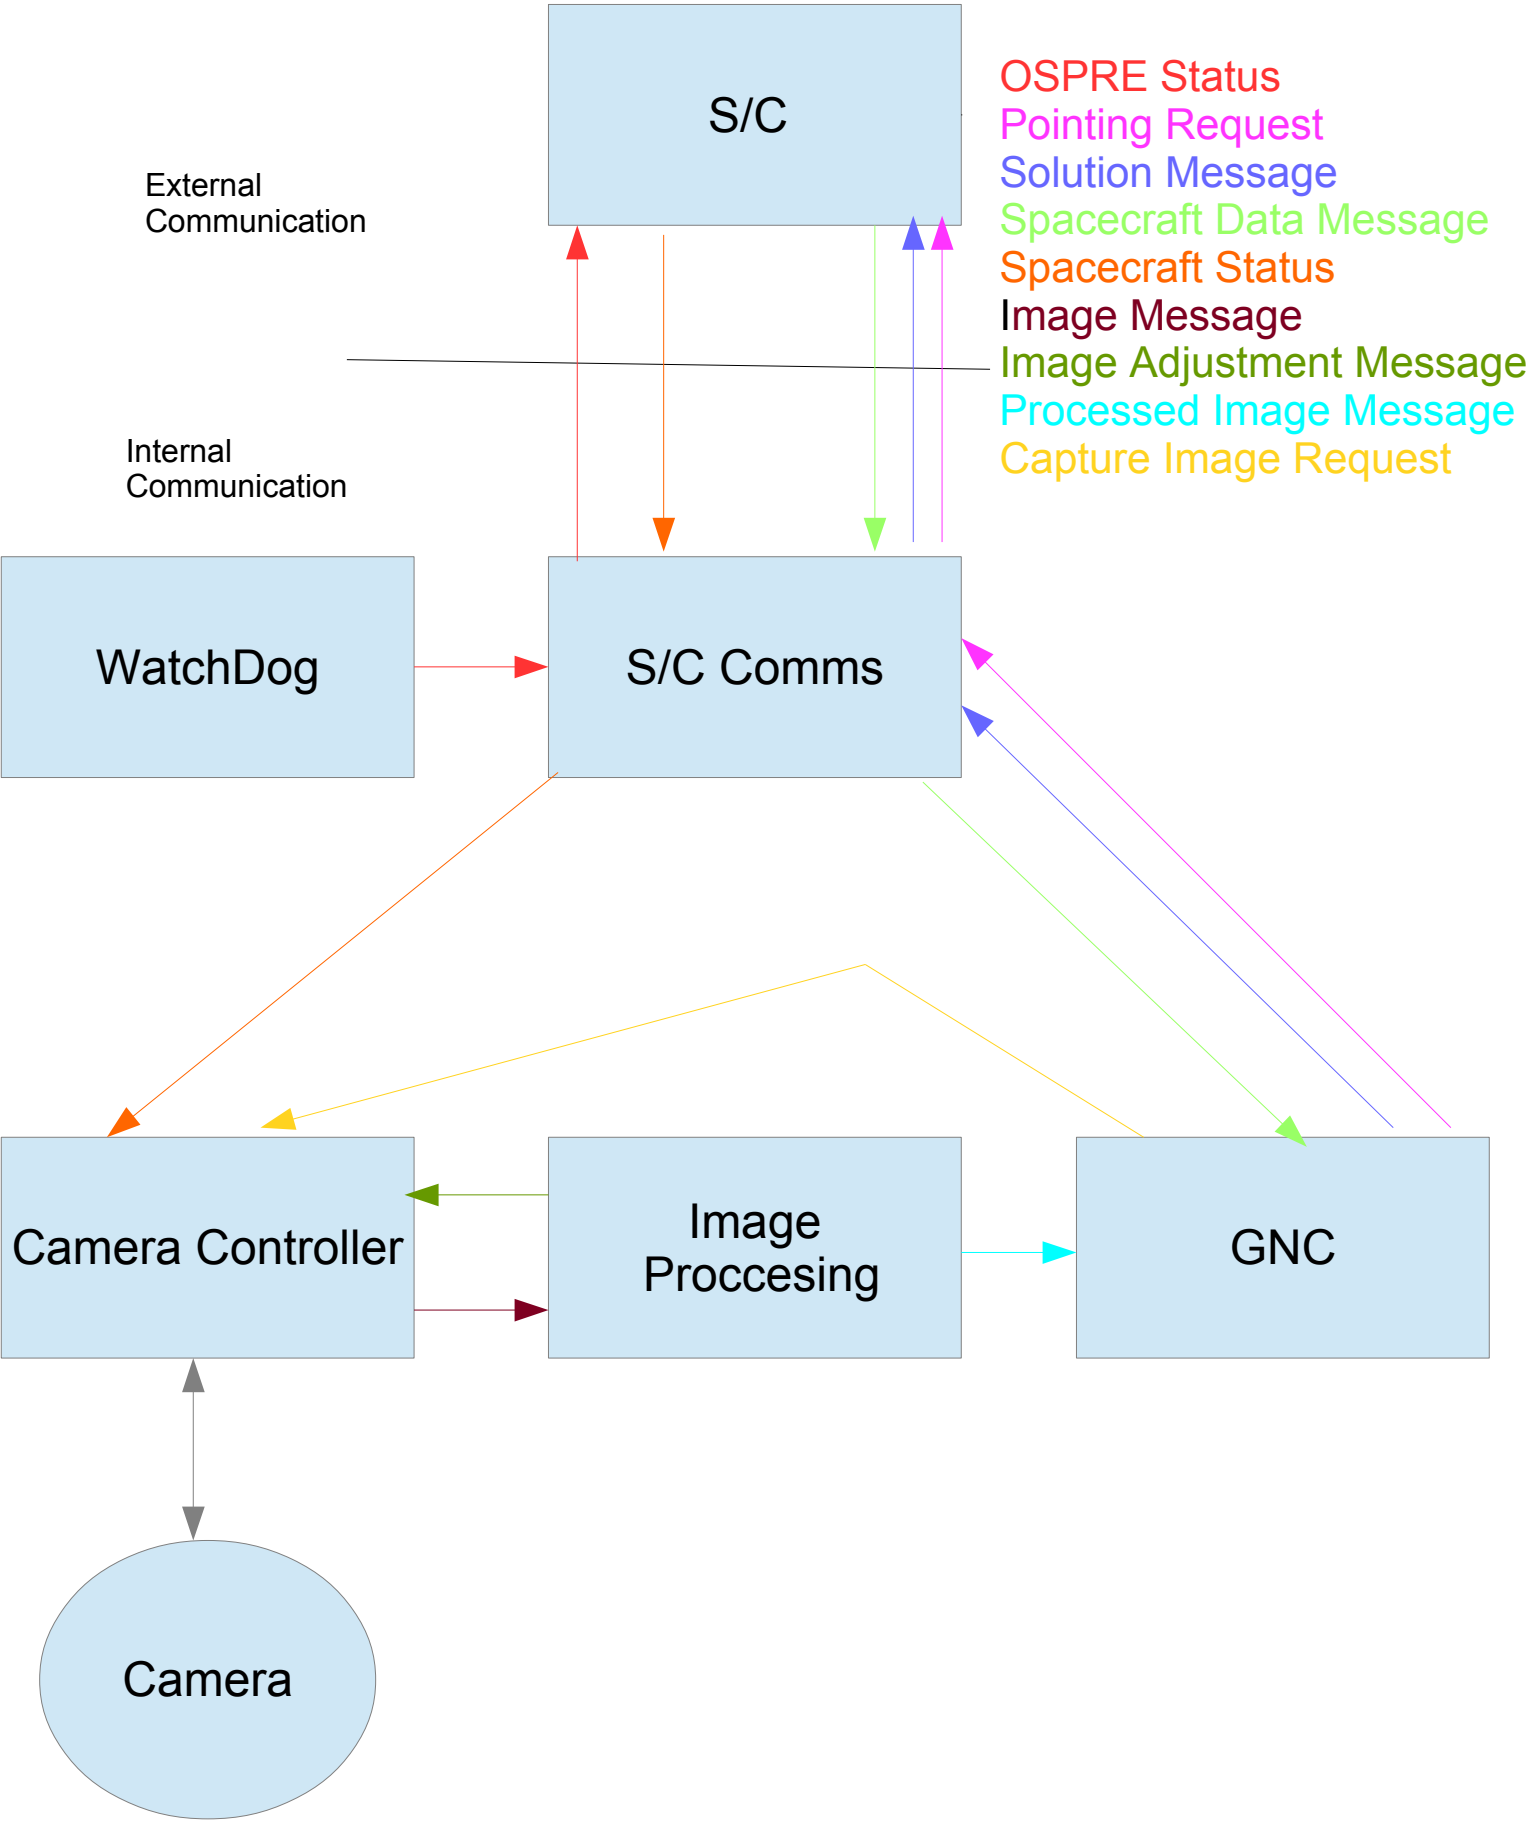 S/C
OSPRE Status
Pointing Request
Solution Message
Spacecraft Data Message
Spacecraft Status
Image Message
Image Adjustment Message
Processed Image Message
Capture Image Request
External
Communication
Internal
Communication
WatchDog
S/C Comms
Camera Controller
Image
Proccesing
GNC
Camera